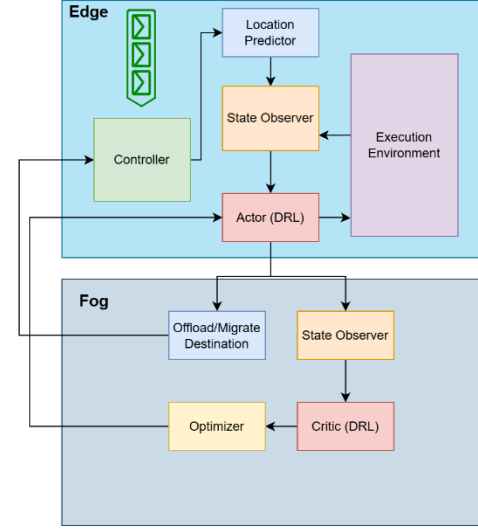 Edge
Location
Predictor
State Observer
Execution
Environment
Controller
Actor (DRL)
Fog
Offload/Migrate
Destination
State Observer
Optimizer
Critic (DRL)